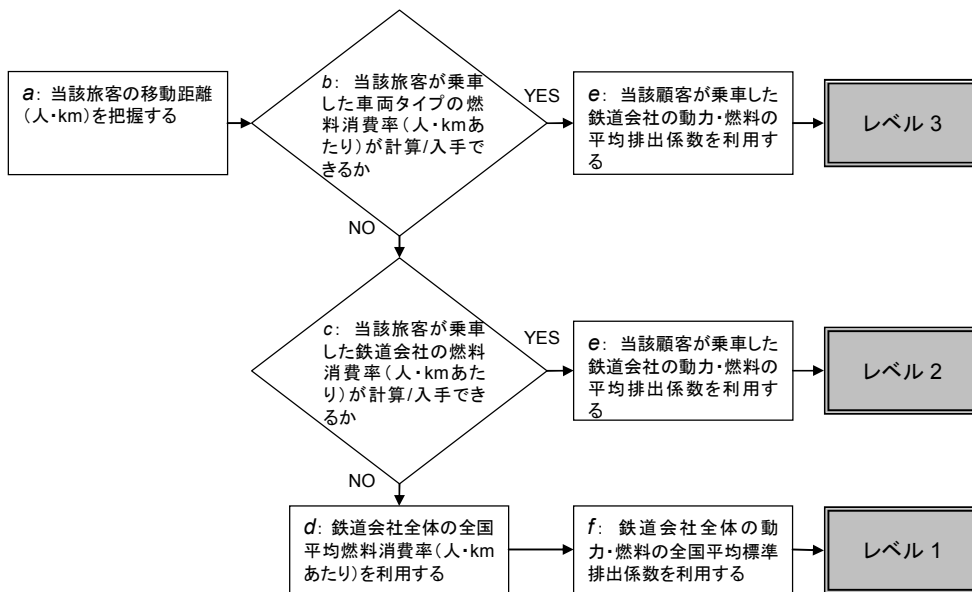 a: 当該旅客の移動距離
(人・km)を把握する
b: 当該旅客が乗車
した車両タイプの燃
料消費率(人・kmあ
たり)が計算/入手で
きるか
YES
e: 当該顧客が乗車した
鉄道会社の動力・燃料の
平均排出係数を利用す
る
レベル 3
NO
c: 当該旅客が乗車
した鉄道会社の燃料
消費率(人・kmあた
り)が計算/入手でき
るか
YES
e: 当該顧客が乗車した
鉄道会社の動力・燃料の
平均排出係数を利用す
る
レベル 2
NO
d: 鉄道会社全体の全国
平均燃料消費率(人・km
あたり)を利用する
f: 鉄道会社全体の動
力・燃料の全国平均標準
排出係数を利用する
レベル 1